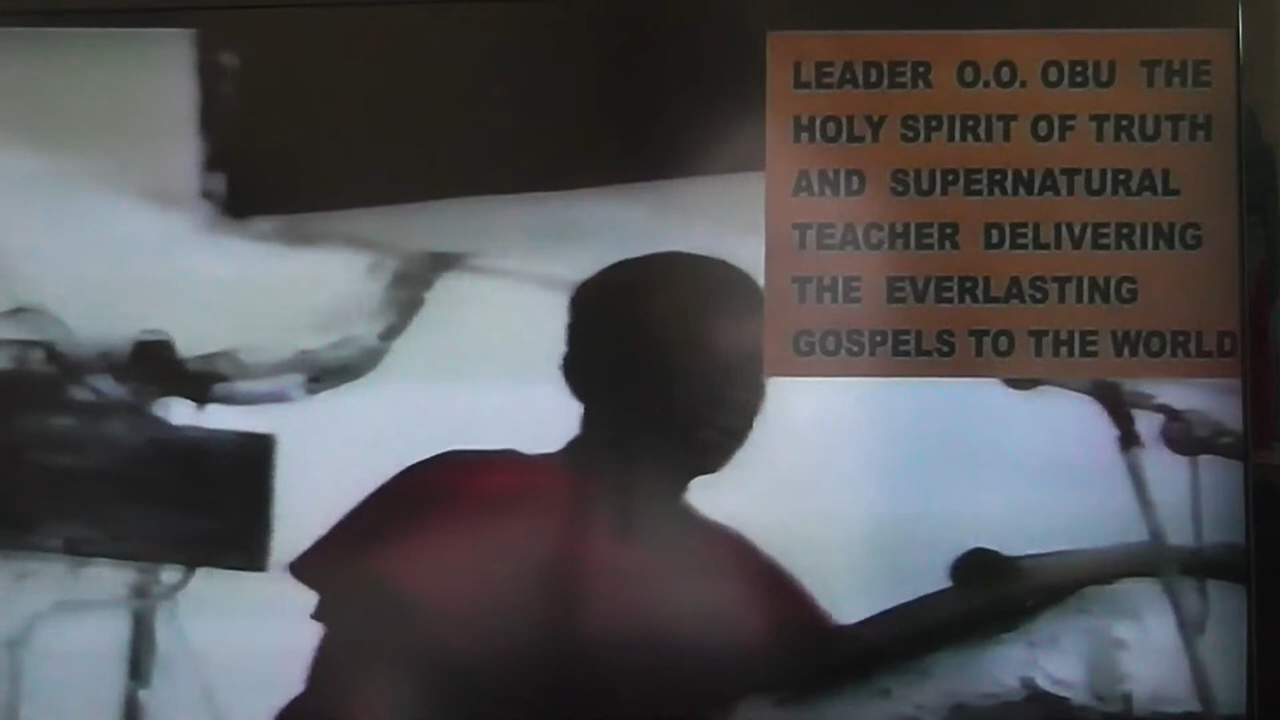 LEADER O.O. OBU THE
HOLY SPIRIT OF TRUTH
AND SUPERNATURAL
TEACHER DELIVERING
THE EVERLASTING
GOSPELS TO THE WORLD